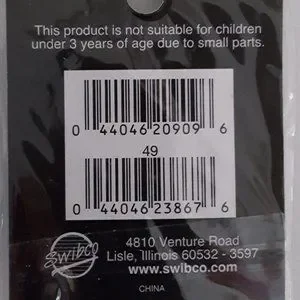 This product is not suitable for children
under 3 years of age due to small parts.
0 44046 20909 6
49
0 44046 23867 6
swibco
4810 Venture Road
Lisle, Illinois 60532 - 3597
www.swibco.com
CHINA